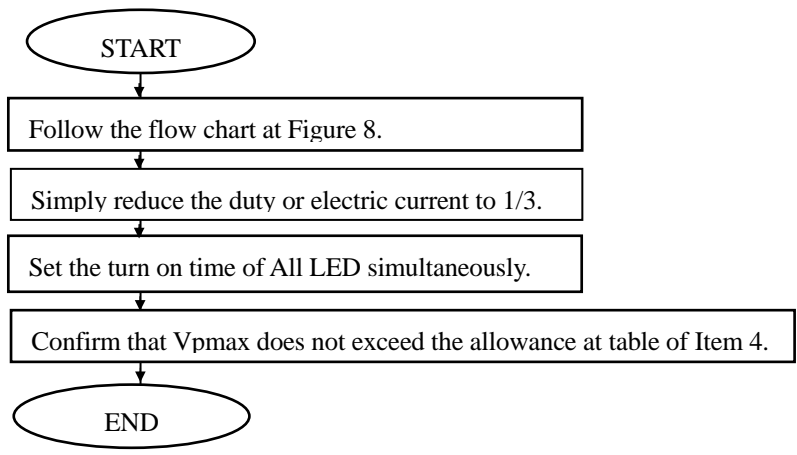 START
Follow the flow chart at Figure 8.
Simply reduce the duty or electric current to 1/3.
Set the turn on time of All LED simultaneously.
Confirm that Vpmax does not exceed the allowance at table of Item 4.
END